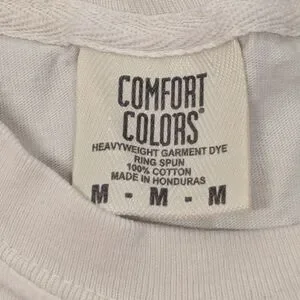 COMFORT
COLORS®
HEAVYWEIGHT GARMENT DYE
RING SPUN
100% COTTON
MADE IN HONDURAS
M - M - M